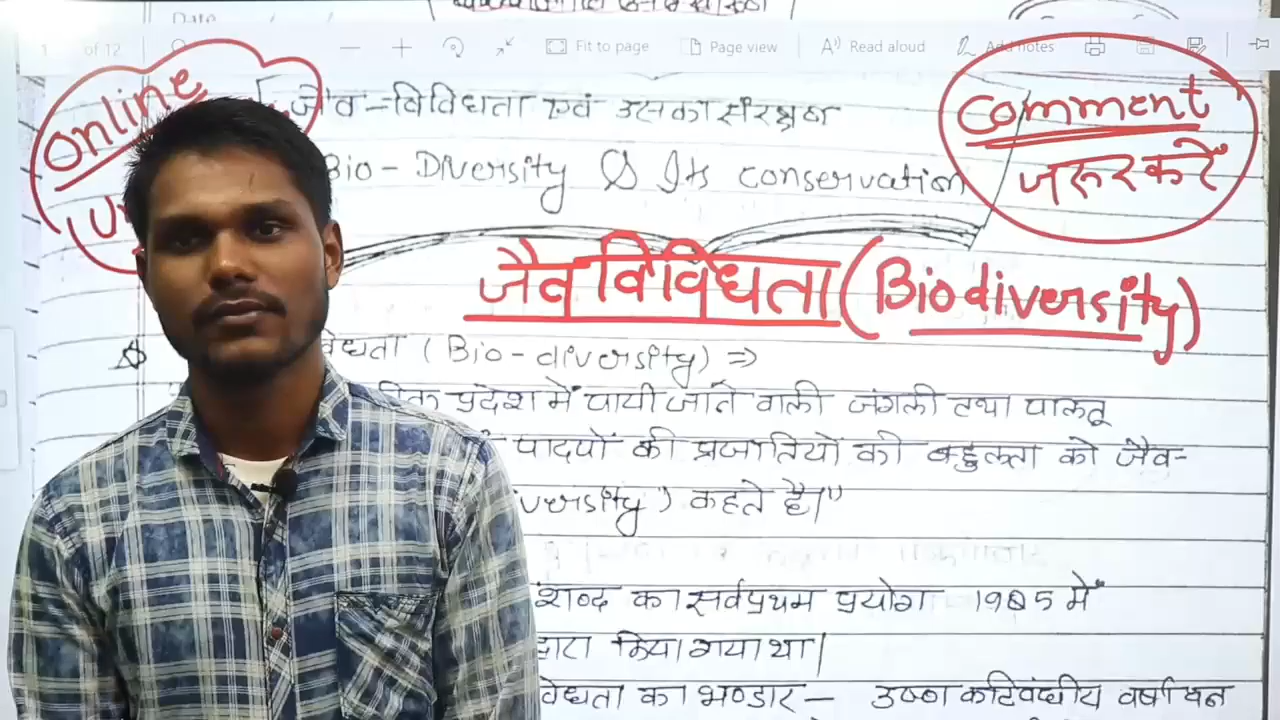 Date
1 of 12 Fit to page Page view Read aloud Add notes
Online
comment
जरूर करें
जैव-विविधता एवं उसका संरक्षण
Bio-Diversity & Its conservation
जैव विविधता (Biodiversity)
विधता (Bio-diversity) ⇒
प्रदेश में पायी जाते वाली जंगली तथा पालतू
पादपों की प्रजातियों की बहुलता को जैव-
versity) कहते है।"
शब्द का सर्वप्रथम प्रयोग 1985 में
द्वारा किया गया था।
विधता का भण्डार- उष्ण कटिबंधीय वर्षा वन